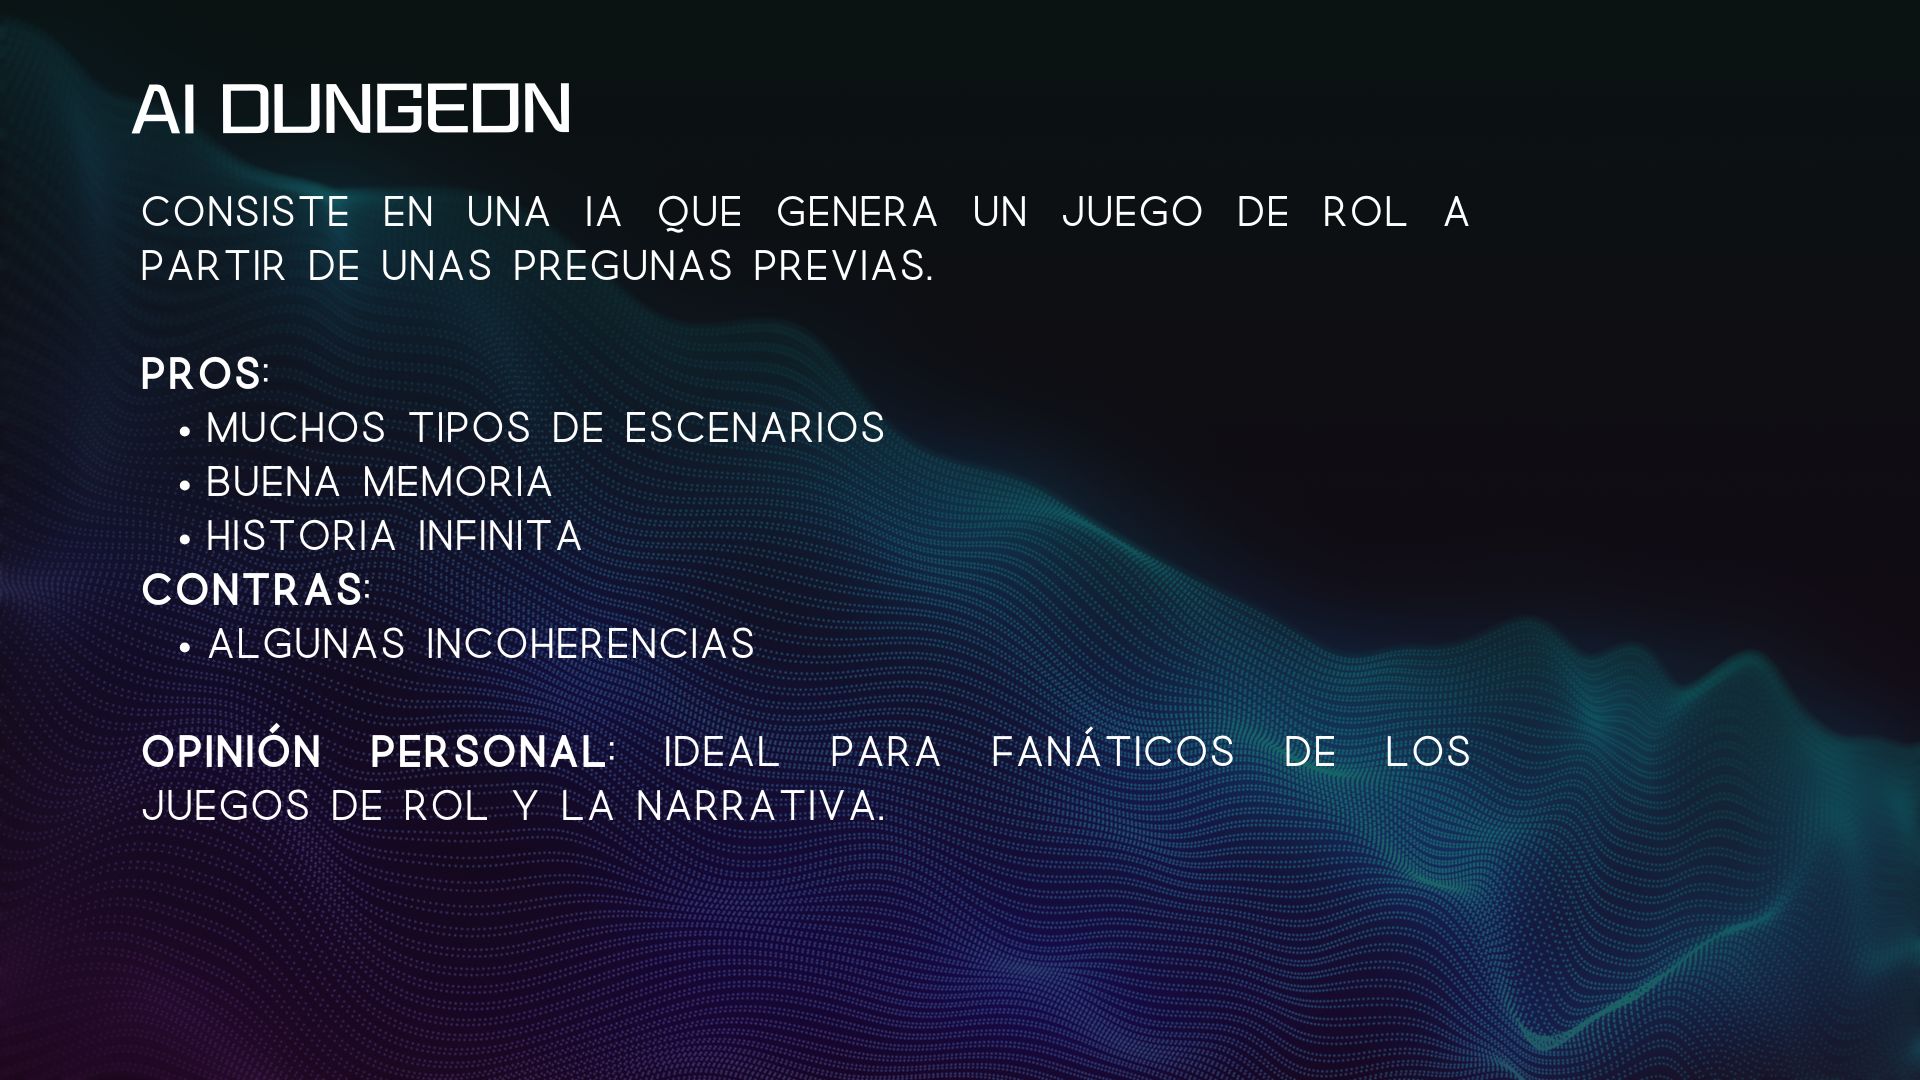 AI DUNGEON
CONSISTE EN UNA IA QUE GENERA UN JUEGO DE ROL A
PARTIR DE UNAS PREGUNAS PREVIAS.
PROS:
• MUCHOS TIPOS DE ESCENARIOS
• BUENA MEMORIA
• HISTORIA INFINITA
CONTRAS:
• ALGUNAS INCOHERENCIAS
OPINIÓN PERSONAL: IDEAL PARA FANÁTICOS DE LOS
JUEGOS DE ROL Y LA NARRATIVA.